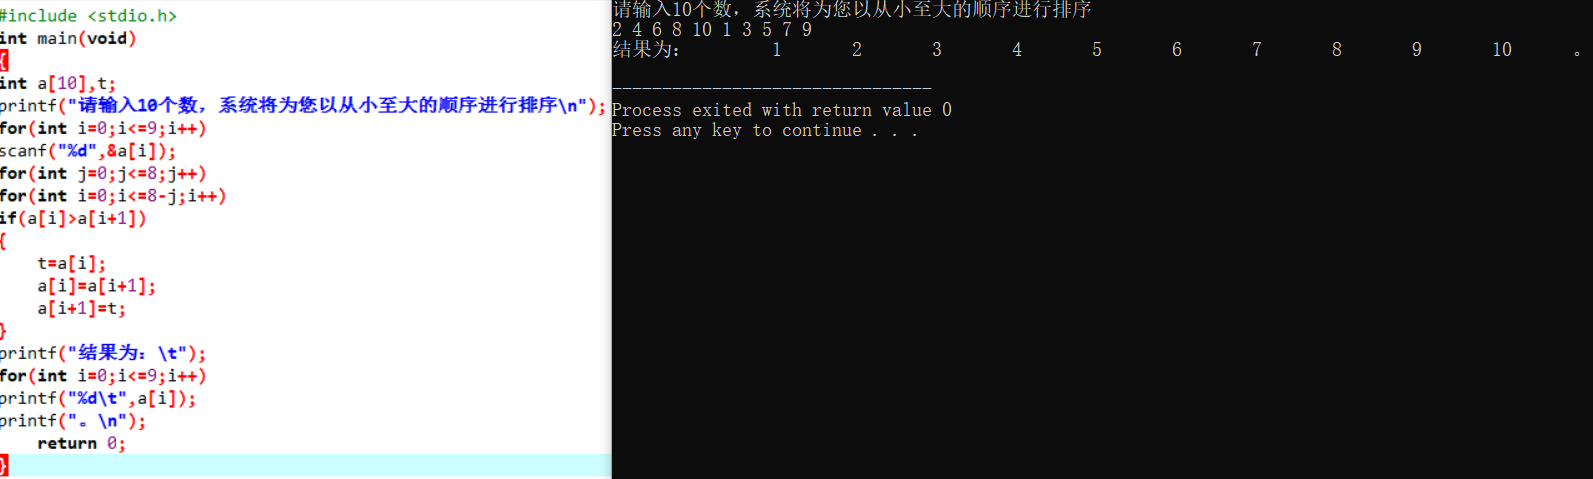 #include <stdio.h>
int main(void)
{
int a[10],t;
printf("请输入10个数，系统将为您以从小至大的顺序进行排序\n");
for(int i=0;i<=9;i++)
scanf("%d",&a[i]);
for(int j=0;j<=8;j++)
for(int i=0;i<=8-j;i++)
if(a[i]>a[i+1])
{
    t=a[i];
    a[i]=a[i+1];
    a[i+1]=t;
}
printf("结果为：\t");
for(int i=0;i<=9;i++)
printf("%d\t",a[i]);
printf("。\n");
    return 0;
}
请输入10个数，系统将为您以从小至大的顺序进行排序
2 4 6 8 10 1 3 5 7 9
结果为：	1	2	3	4	5	6	7	8	9	10	。
--------------------------------
Process exited with return value 0
Press any key to continue . . .